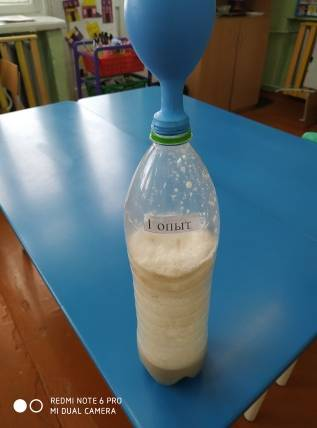 1 опыт
REDMI NOTE 6 PRO
MI DUAL CAMERA